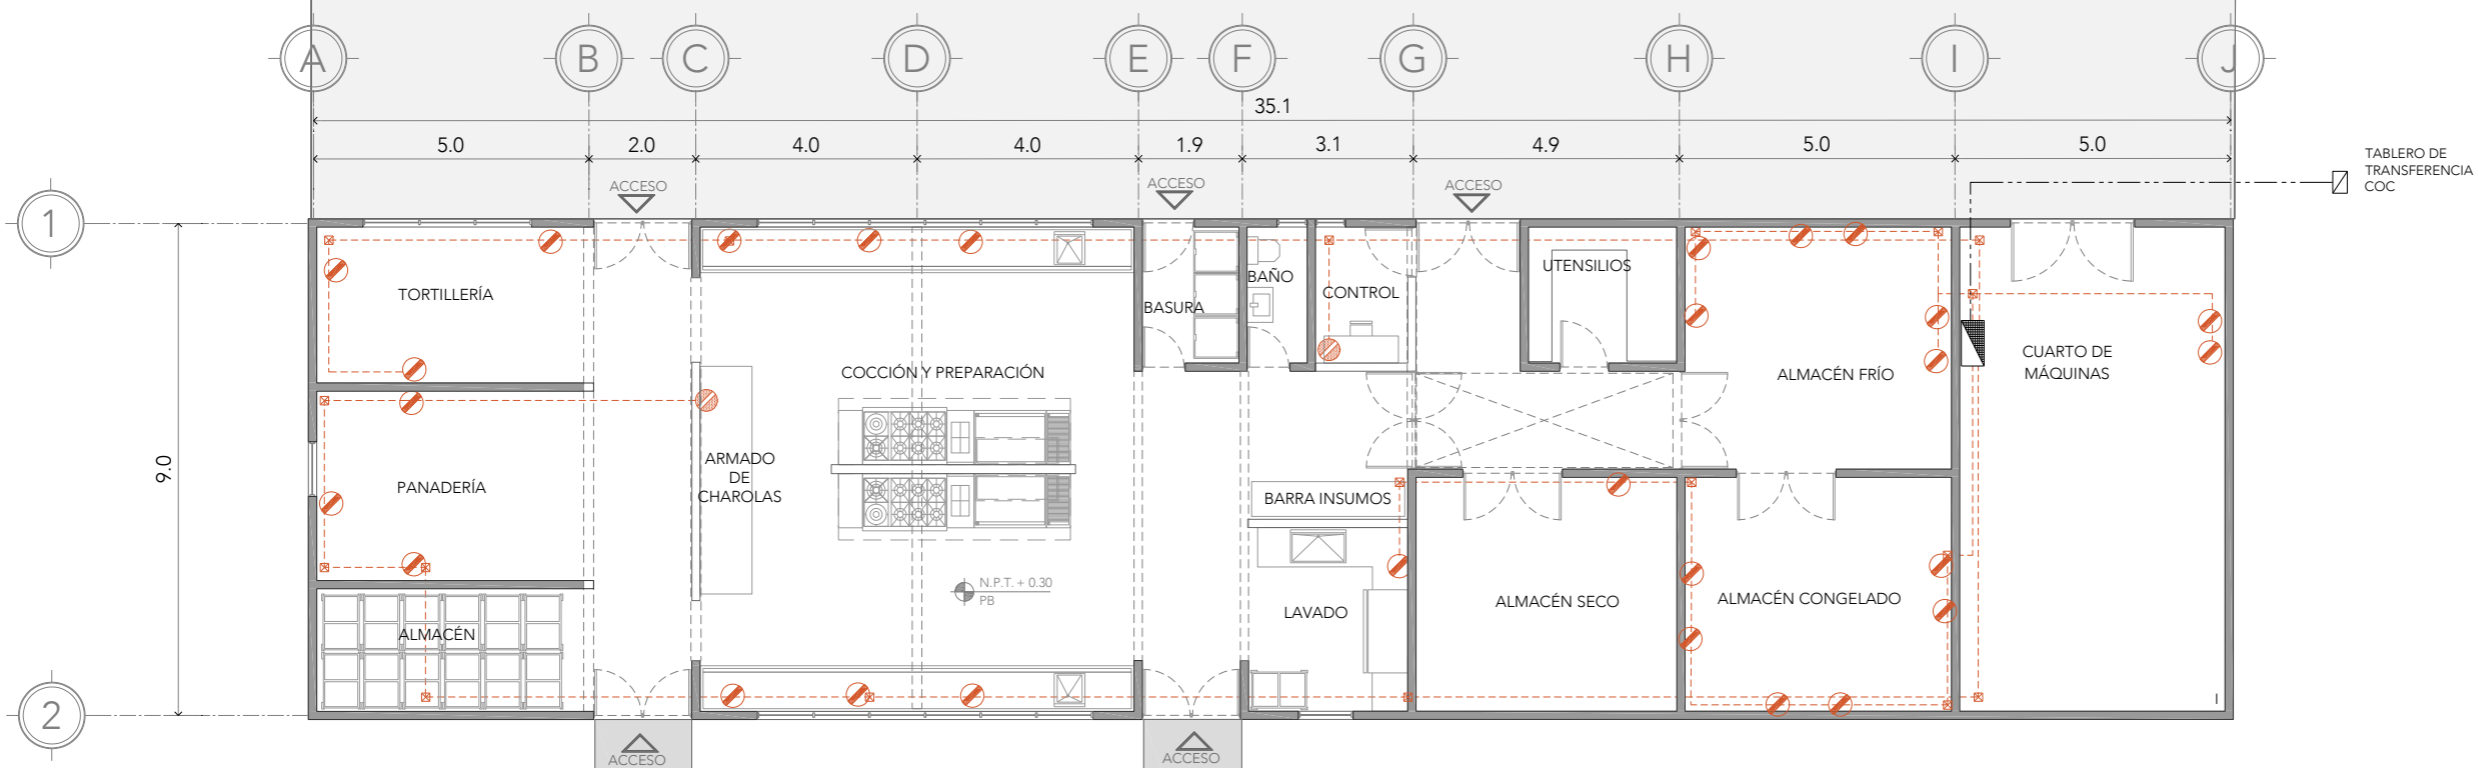 A B C D E F G H I J
35.1
5.0 2.0 4.0 4.0 1.9 3.1 4.9 5.0 5.0
TABLERO DE
TRANSFERENCIA
COC
ACCESO ACCESO ACCESO
1
TORTILLERÍA
BASURA
BAÑO
CONTROL
UTENSILIOS
COCCIÓN Y PREPARACIÓN
ALMACÉN FRÍO
CUARTO DE
MÁQUINAS
9.0
PANADERÍA
ARMADO
DE
CHAROLAS
BARRA INSUMOS
N.P.T. + 0.30
PB
LAVADO
ALMACÉN SECO
ALMACÉN CONGELADO
ALMACÉN
2
ACCESO ACCESO